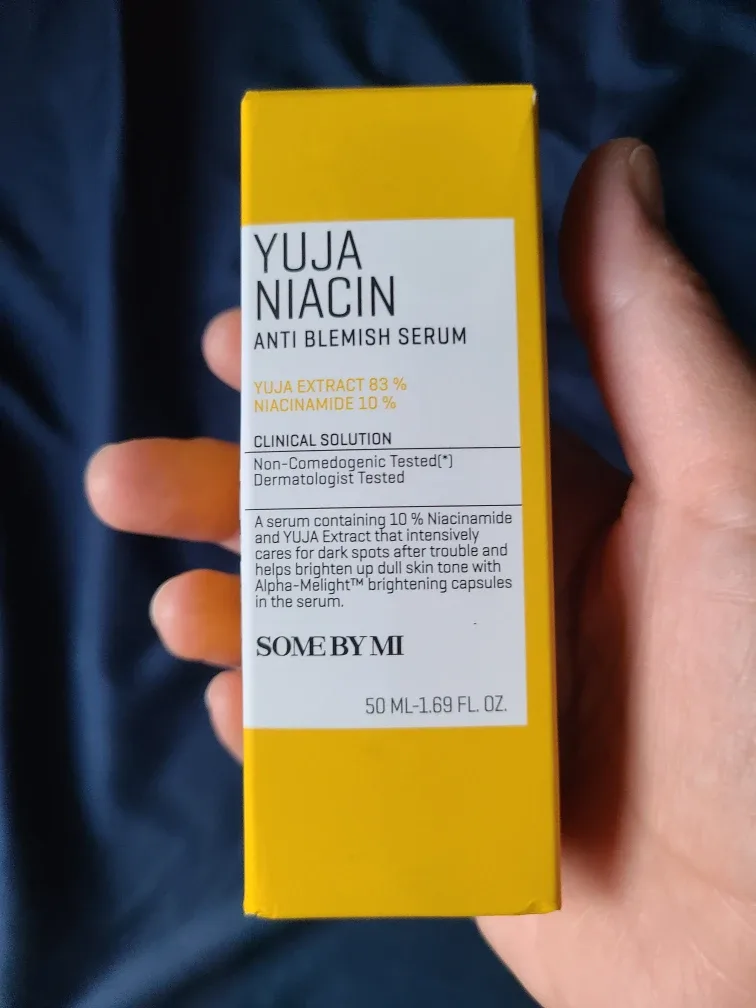 YUJA
NIACIN
ANTI BLEMISH SERUM
YUJA EXTRACT 83 %
NIACINAMIDE 10 %
CLINICAL SOLUTION
Non-Comedogenic Tested(*)
Dermatologist Tested
A serum containing 10 % Niacinamide
and YUJA Extract that intensively
cares for dark spots after trouble and
helps brighten up dull skin tone with
Alpha-Melight™ brightening capsules
in the serum.
SOME BY MI
50 ML-1.69 FL. OZ.